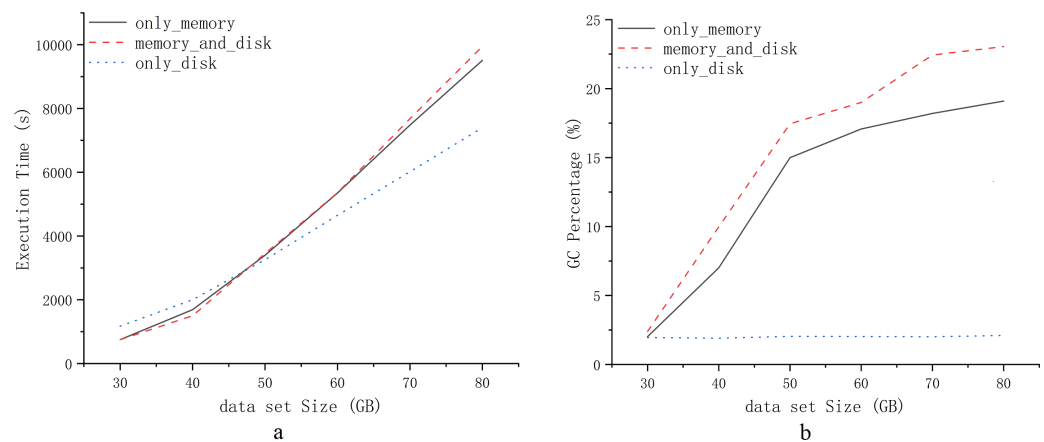 only_memory
memory_and_disk
only_disk
10000
8000
6000
4000
2000
0
Execution Time (s)
30 40 50 60 70 80
data set Size (GB)
a
only_memory
memory_and_disk
only_disk
25
20
15
10
5
0
GC Percentage (%)
30 40 50 60 70 80
data set Size (GB)
b